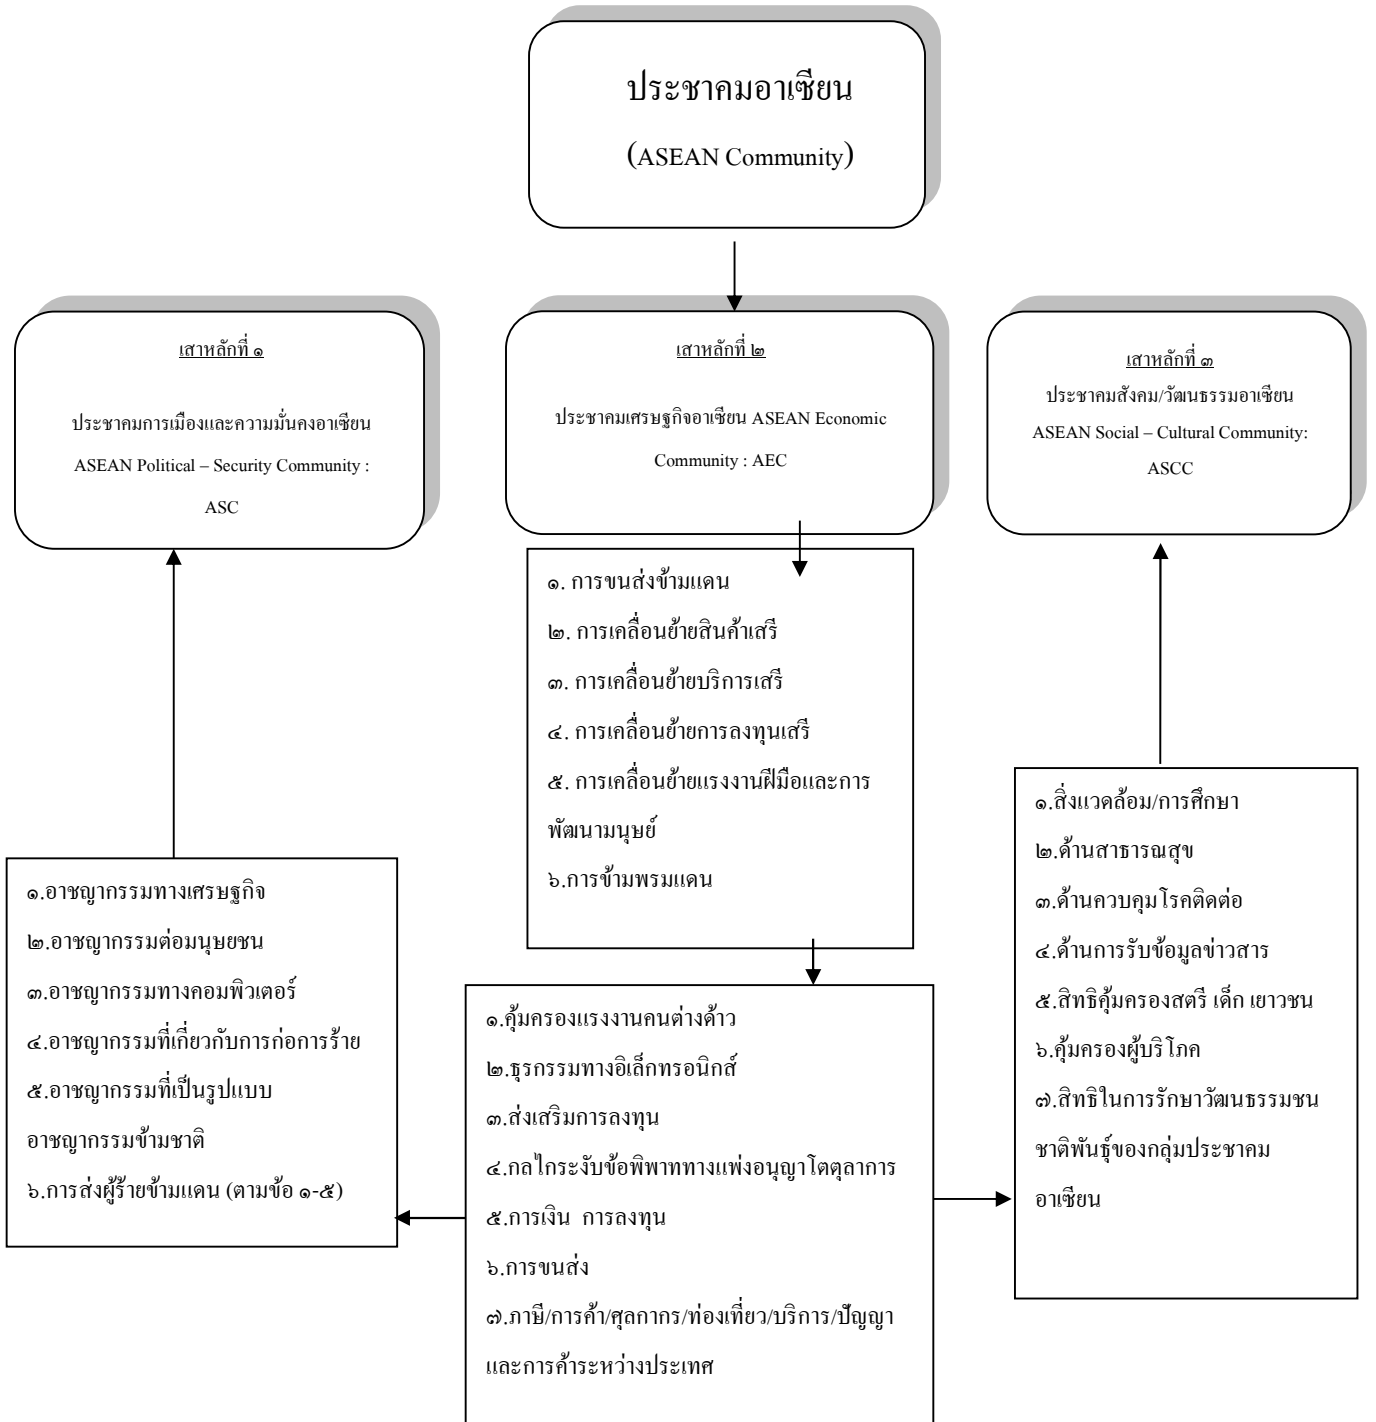 ประชาคมอาเซียน
(ASEAN Community)
เสาหลักที่ ๑
ประชาคมการเมืองและความมั่นคงอาเซียน
ASEAN Political – Security Community :
ASC
เสาหลักที่ ๒
ประชาคมเศรษฐกิจอาเซียน ASEAN Economic
Community : AEC
เสาหลักที่ ๓
ประชาคมสังคม/วัฒนธรรมอาเซียน
ASEAN Social – Cultural Community:
ASCC
๑. การขนส่งข้ามแดน
๒. การเคลื่อนย้ายสินค้าเสรี
๓. การเคลื่อนย้ายบริการเสรี
๔. การเคลื่อนย้ายการลงทุนเสรี
๕. การเคลื่อนย้ายแรงงานฝีมือและการ
พัฒนามนุษย์
๖.การข้ามพรมแดน
๑.อาชญากรรมทางเศรษฐกิจ
๒.อาชญากรรมต่อมนุษยชน
๓.อาชญากรรมทางคอมพิวเตอร์
๔.อาชญากรรมที่เกี่ยวกับการก่อการร้าย
๕.อาชญากรรมที่เป็นรูปแบบ
อาชญากรรมข้ามชาติ
๖.การส่งผู้ร้ายข้ามแดน (ตามข้อ ๑-๕)
๑.คุ้มครองแรงงานคนต่างด้าว
๒.ธุรกรรมทางอิเล็กทรอนิกส์
๓.ส่งเสริมการลงทุน
๔.กลไกระงับข้อพิพาททางแพ่งอนุญาโตตุลาการ
๕.การเงิน การลงทุน
๖.การขนส่ง
๗.ภาษี/การค้า/ศุลกากร/ท่องเที่ยว/บริการ/ปัญญา
และการค้าระหว่างประเทศ
๑.สิ่งแวดล้อม/การศึกษา
๒.ด้านสาธารณสุข
๓.ด้านควบคุมโรคติดต่อ
๔.ด้านการรับข้อมูลข่าวสาร
๕.สิทธิคุ้มครองสตรี เด็ก เยาวชน
๖.คุ้มครองผู้บริโภค
๗.สิทธิในการรักษาวัฒนธรรมชน
ชาติพันธุ์ของกลุ่มประชาคม
อาเซียน